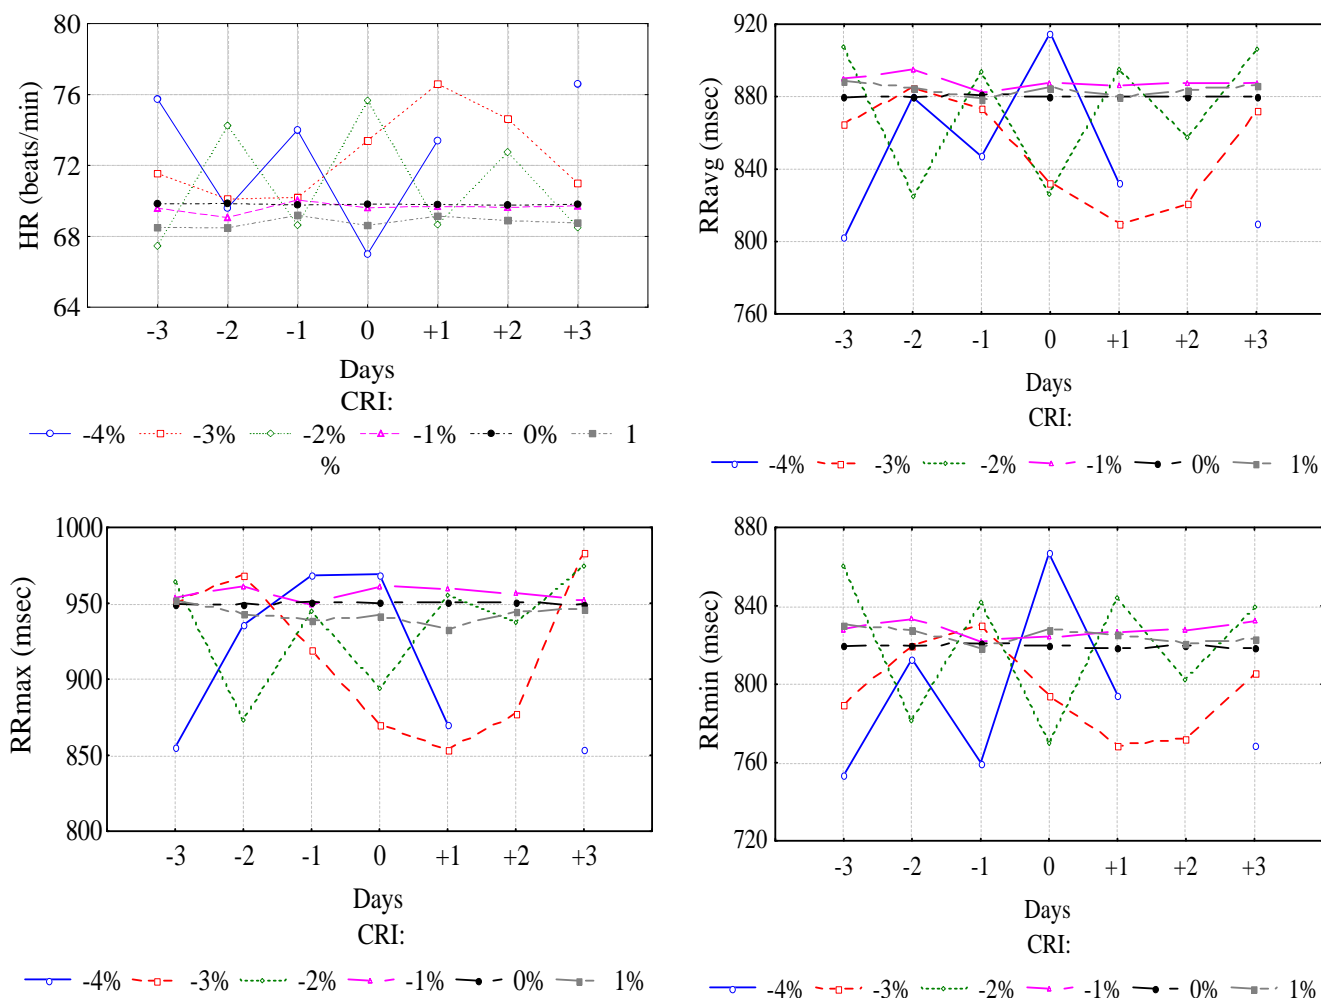 80
76
72
68
64
HR (beats/min)
-3 -2 -1 0 +1 +2 +3
Days
CRI:
-4% -3% -2% -1% 0% 1
%
920
880
840
800
760
RRavg (msec)
-3 -2 -1 0 +1 +2 +3
Days
CRI:
-4% -3% -2% -1% 0% 1%
1000
950
900
850
800
RRmax (msec)
-3 -2 -1 0 +1 +2 +3
Days
CRI:
-4% -3% -2% -1% 0% 1%
880
840
800
760
720
RRmin (msec)
-3 -2 -1 0 +1 +2 +3
Days
CRI:
-4% -3% -2% -1% 0% 1%